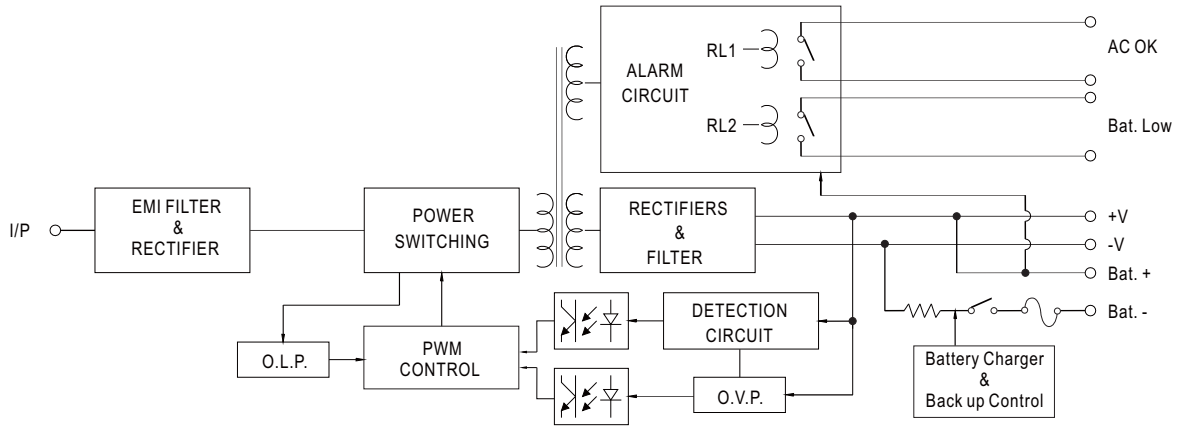 AC OK
RL1
ALARM
CIRCUIT
RL2
Bat. Low
I/P
EMI FILTER
&
RECTIFIER
POWER
SWITCHING
RECTIFIERS
&
FILTER
+V
-V
Bat. +
Bat. -
O.L.P.
PWM
CONTROL
DETECTION
CIRCUIT
O.V.P.
Battery Charger
&
Back up Control